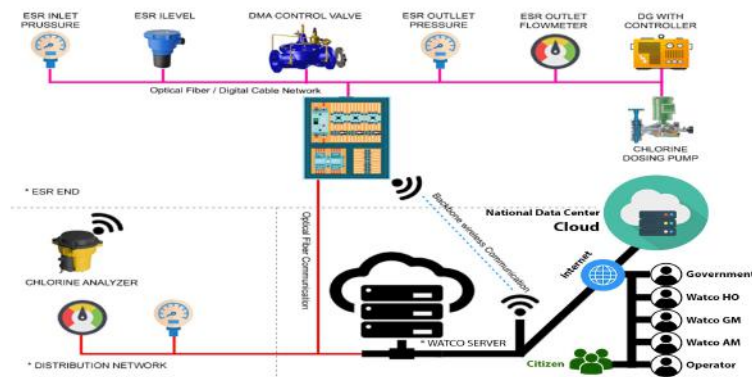 ESR INLET
PRUSSURE
ESR ILEVEL
DMA CONTROL VALVE
ESR OUTLLET
PRESSURE
ESR OUTLET
FLOWMETER
DG WITH
CONTROLLER
Optical Fiber / Digital Cable Network
CHLORINE
DOSING PUMP
* ESR END
Optical Fiber Communication
Backbone wireless Communication
National Data Center
Cloud
CHLORINE ANALYZER
Internet
Government
Watco HO
Watco GM
Watco AM
Operator
Citizen
* WATCO SERVER
* DISTRIBUTION NETWORK